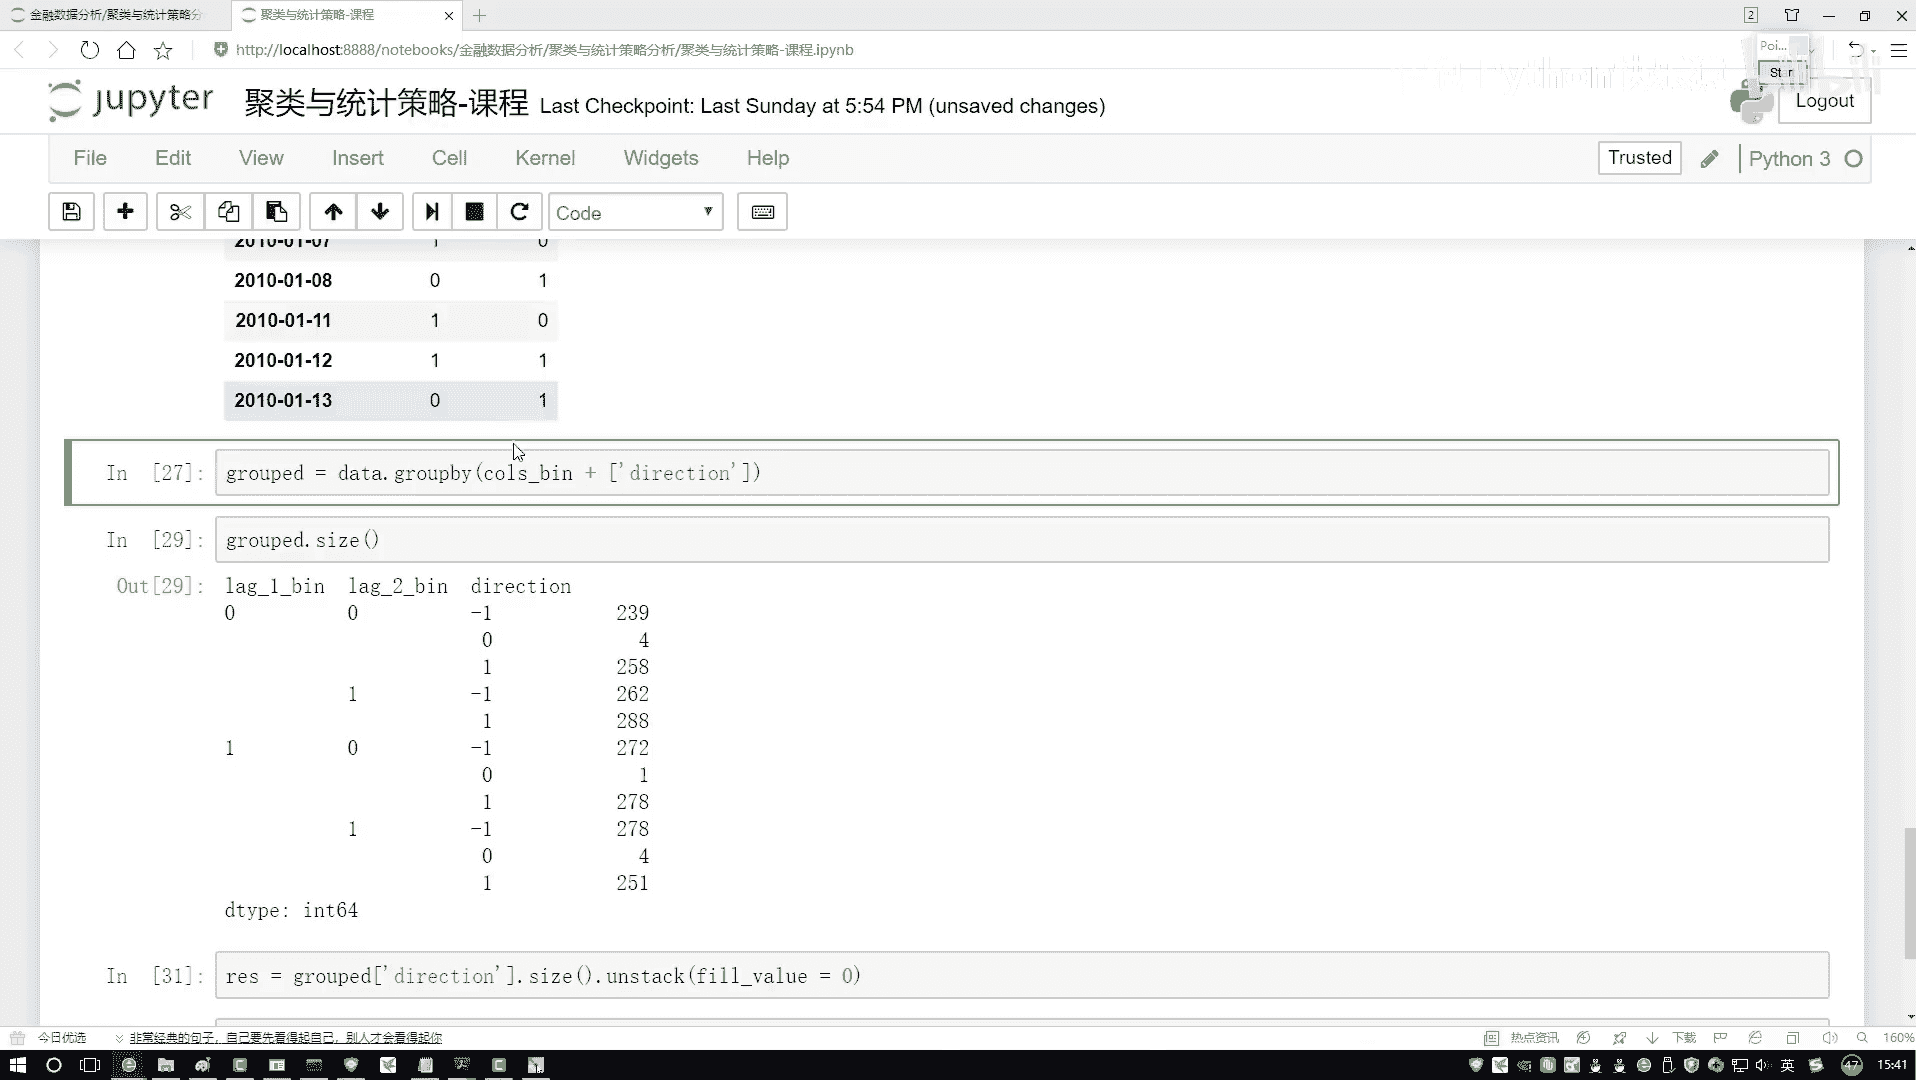 金融数据分析/聚类与统计策略分
聚类与统计策略-课程
2
http://localhost:8888/notebooks/金融数据分析/聚类与统计策略分析/聚类与统计策略-课程.ipynb
Poi...
jupyter 聚类与统计策略-课程 Last Checkpoint: Last Sunday at 5:54 PM (unsaved changes)
Logout
File Edit View Insert Cell Kernel Widgets Help
Trusted Python 3
Code
2010-01-07 1 0
2010-01-08 0 1
2010-01-11 1 0
2010-01-12 1 1
2010-01-13 0 1
In [27]: grouped = data.groupby(cols_bin + ['direction'])
In [29]: grouped.size()
Out[29]: lag_1_bin lag_2_bin direction
0 0 -1 239
0 4
1 258
1 -1 262
1 288
1 0 -1 272
0 1
1 278
1 -1 278
0 4
1 251
dtype: int64
In [31]: res = grouped['direction'].size().unstack(fill_value = 0)
今日优选 非常经典的句子，自己要先看得起自己，别人才会看得起你
热点资讯 下载 160%
英 47 15:41